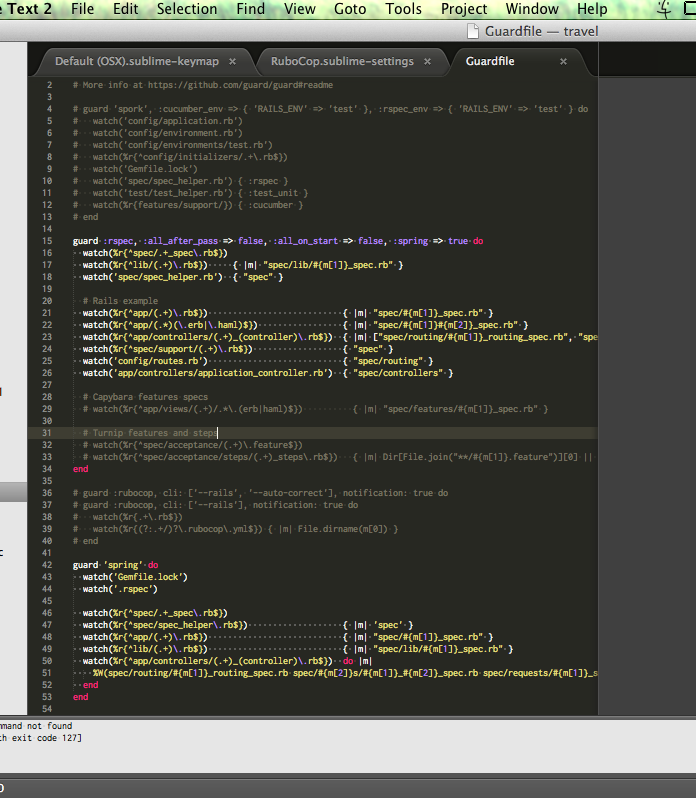 e Text 2 File Edit Selection Find View Goto Tools Project Window Help
Guardfile — travel
Default (OSX).sublime-keymap × RuboCop.sublime-settings × Guardfile ×
2 # More info at https://github.com/guard/guard#readme
3
4 # guard 'spork', :cucumber_env => { 'RAILS_ENV' => 'test' }, :rspec_env => { 'RAILS_ENV' => 'test' } do
5 #   watch('config/application.rb')
6 #   watch('config/environment.rb')
7 #   watch('config/environments/test.rb')
8 #   watch(%r{^config/initializers/.+\.rb$})
9 #   watch('Gemfile.lock')
10 #   watch('spec/spec_helper.rb') { :rspec }
11 #   watch('test/test_helper.rb') { :test_unit }
12 #   watch(%r{features/support/}) { :cucumber }
13 # end
14
15 guard :rspec, :all_after_pass => false, :all_on_start => false, :spring => true do
16   watch(%r{^spec/.+_spec\.rb$})
17   watch(%r{^lib/(.+)\.rb$})     { |m| "spec/lib/#{m[1]}_spec.rb" }
18   watch('spec/spec_helper.rb')  { "spec" }
19
20   # Rails example
21   watch(%r{^app/(.+)\.rb$})                           { |m| "spec/#{m[1]}_spec.rb" }
22   watch(%r{^app/(.*)(\.erb|\.haml)$})                 { |m| "spec/#{m[1]}#{m[2]}_spec.rb" }
23   watch(%r{^app/controllers/(.+)_(controller)\.rb$})  { |m| ["spec/routing/#{m[1]}_routing_spec.rb", "spe
24   watch(%r{^spec/support/(.+)\.rb$})                  { "spec" }
25   watch('config/routes.rb')                           { "spec/routing" }
26   watch('app/controllers/application_controller.rb')  { "spec/controllers" }
27
28   # Capybara features specs
29   # watch(%r{^app/views/(.+)/.*\.(erb|haml)$})          { |m| "spec/features/#{m[1]}_spec.rb" }
30
31   # Turnip features and steps
32   # watch(%r{^spec/acceptance/(.+)\.feature$})
33   # watch(%r{^spec/acceptance/steps/(.+)_steps\.rb$})   { |m| Dir[File.join("**/#{m[1]}.feature")][0] ||
34 end
35
36 # guard :rubocop, cli: ['--rails', '--auto-correct'], notification: true do
37 # guard :rubocop, cli: ['--rails'], notification: true do
38 #   watch(%r{.+\.rb$})
39 #   watch(%r{(?:.+/)?\.rubocop\.yml$}) { |m| File.dirname(m[0]) }
40 # end
41
42 guard 'spring' do
43   watch('Gemfile.lock')
44   watch('.rspec')
45
46   watch(%r{^spec/.+_spec\.rb$})
47   watch(%r{^spec/spec_helper\.rb$})                   { |m| 'spec' }
48   watch(%r{^app/(.+)\.rb$})                           { |m| "spec/#{m[1]}_spec.rb" }
49   watch(%r{^lib/(.+)\.rb$})                           { |m| "spec/lib/#{m[1]}_spec.rb" }
50   watch(%r{^app/controllers/(.+)_(controller)\.rb$})  do |m|
51     %W(spec/routing/#{m[1]}_routing_spec.rb spec/#{m[2]}s/#{m[1]}_#{m[2]}_spec.rb spec/requests/#{m[1]}_s
52   end
53 end
54
mmand not found
th exit code 127]